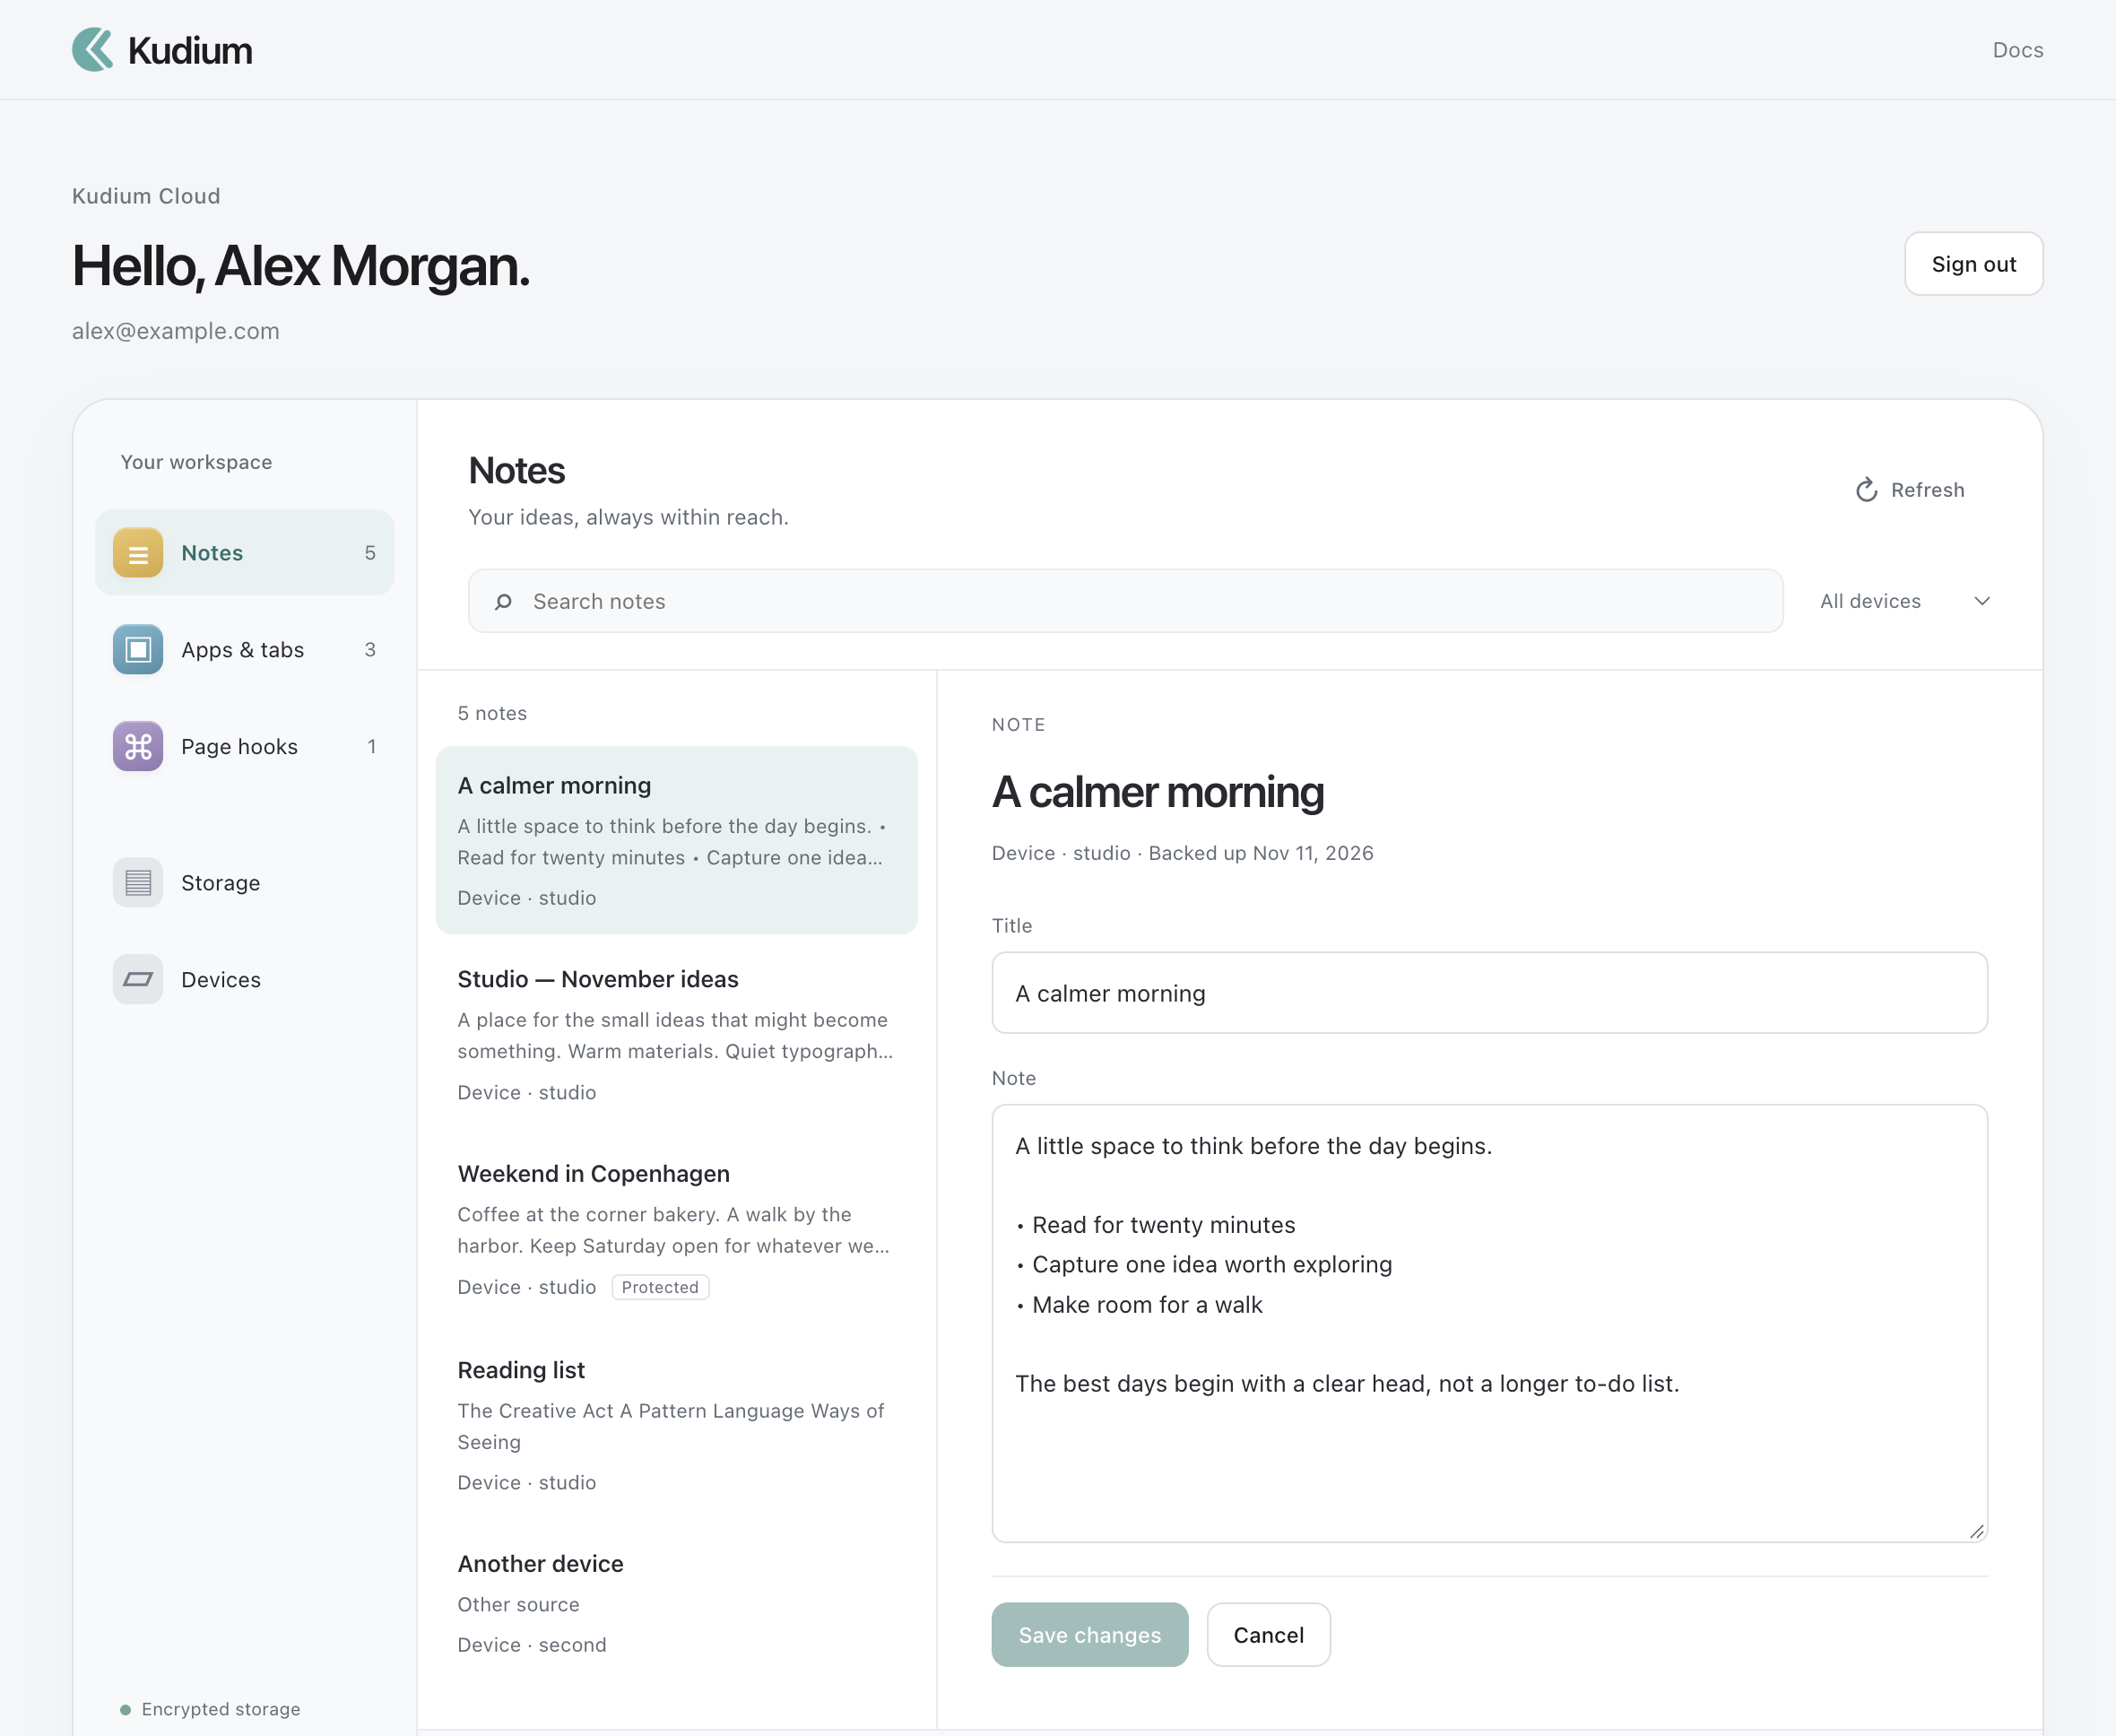 Kudium
Docs
Kudium Cloud
Hello, Alex Morgan.
Sign out
alex@example.com
Your workspace
Notes 5
Apps & tabs 3
Page hooks 1
Storage
Devices
Encrypted storage
Notes
Your ideas, always within reach.
Refresh
Search notes
All devices
5 notes
A calmer morning
A little space to think before the day begins. •
Read for twenty minutes • Capture one idea...
Device · studio
Studio — November ideas
A place for the small ideas that might become
something. Warm materials. Quiet typograph...
Device · studio
Weekend in Copenhagen
Coffee at the corner bakery. A walk by the
harbor. Keep Saturday open for whatever we...
Device · studio Protected
Reading list
The Creative Act A Pattern Language Ways of
Seeing
Device · studio
Another device
Other source
Device · second
NOTE
A calmer morning
Device · studio · Backed up Nov 11, 2026
Title
A calmer morning
Note
A little space to think before the day begins.
• Read for twenty minutes
• Capture one idea worth exploring
• Make room for a walk
The best days begin with a clear head, not a longer to-do list.
Save changes
Cancel